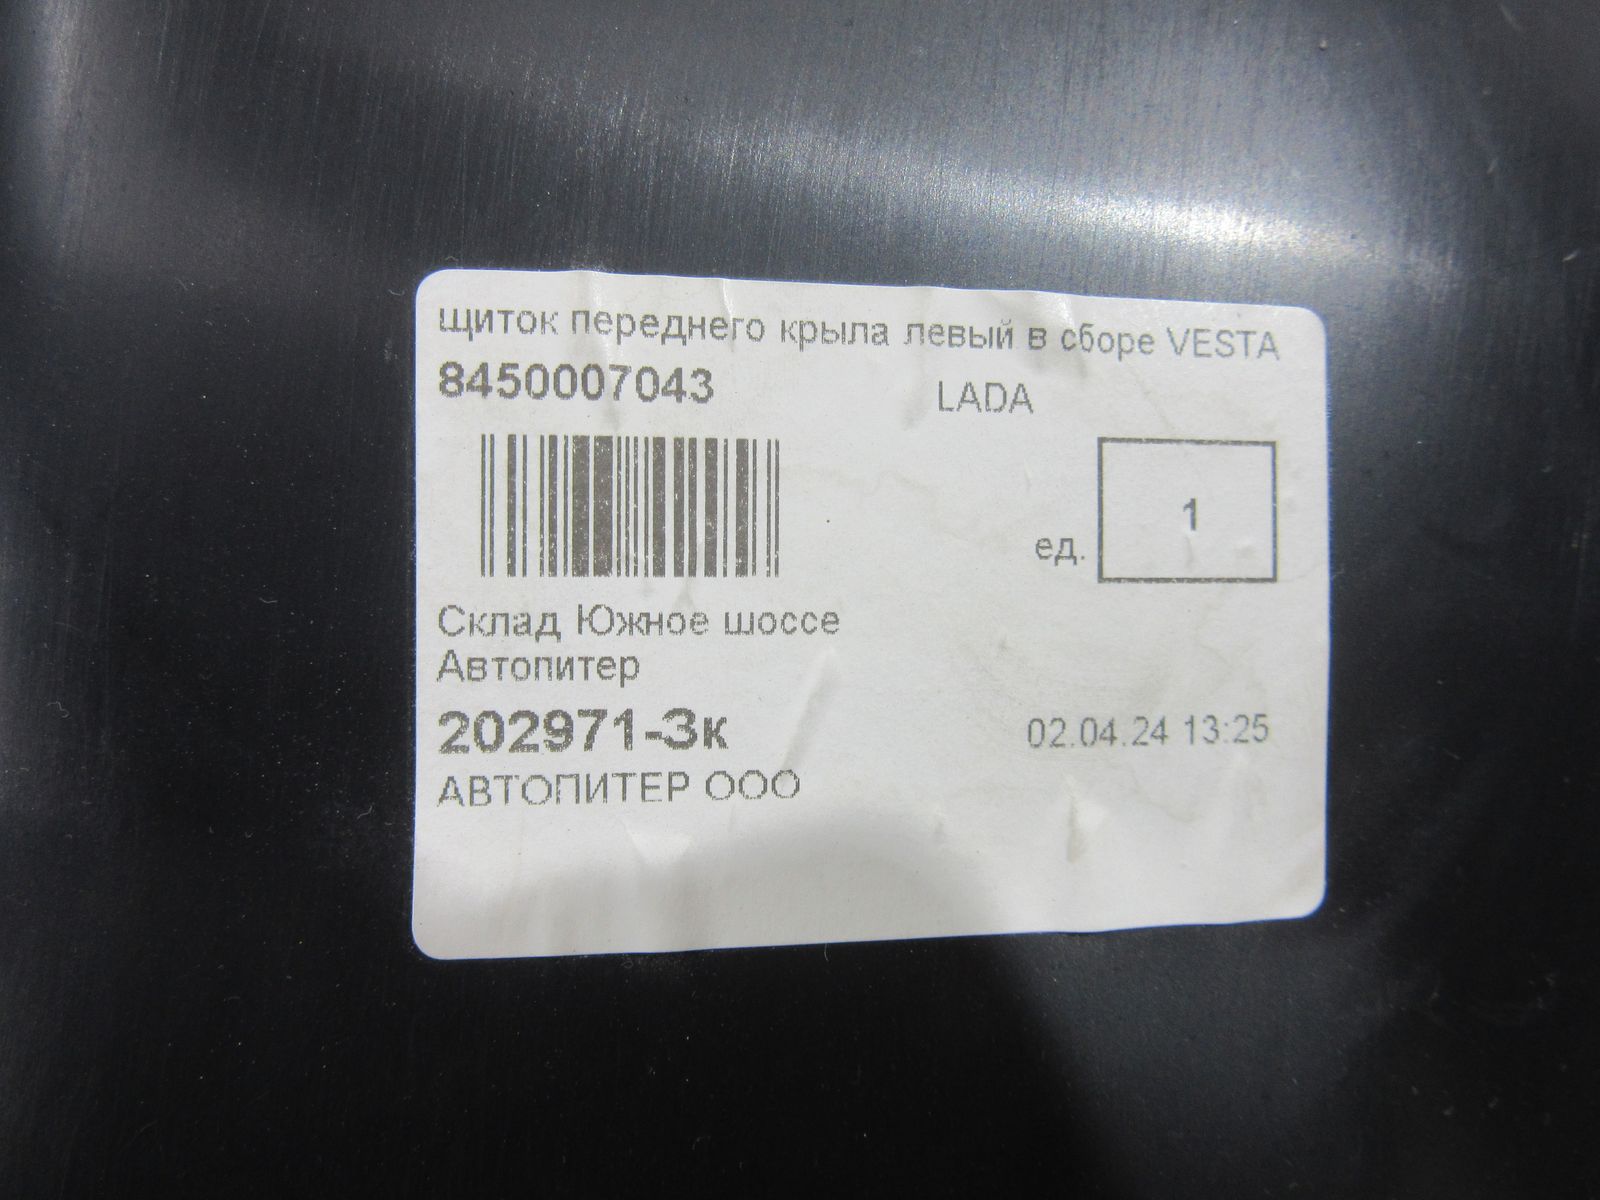 щиток переднего крыла левый в сборе VESTA
8450007043
LADA
ед. 1
Склад Южное шоссе
Автопитер
202971-Зк
02.04.24 13:25
АВТОПИТЕР ООО